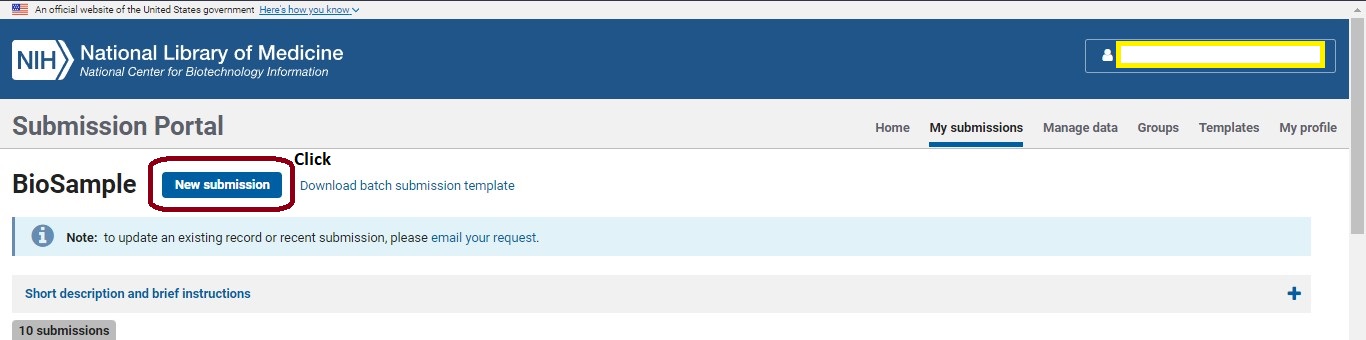 An official website of the United States government Here's how you know
NIH National Library of Medicine
National Center for Biotechnology Information
Submission Portal
Home My submissions Manage data Groups Templates My profile
Click
BioSample New submission Download batch submission template
Note: to update an existing record or recent submission, please email your request.
Short description and brief instructions
10 submissions